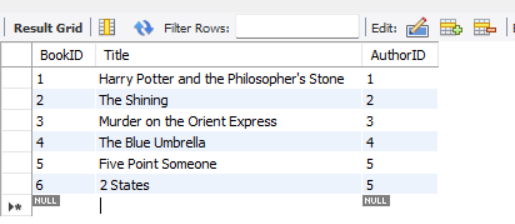 Result Grid Filter Rows: Edit:
BookID Title AuthorID
1 Harry Potter and the Philosopher's Stone 1
2 The Shining 2
3 Murder on the Orient Express 3
4 The Blue Umbrella 4
5 Five Point Someone 5
6 2 States 5
NULL NULL